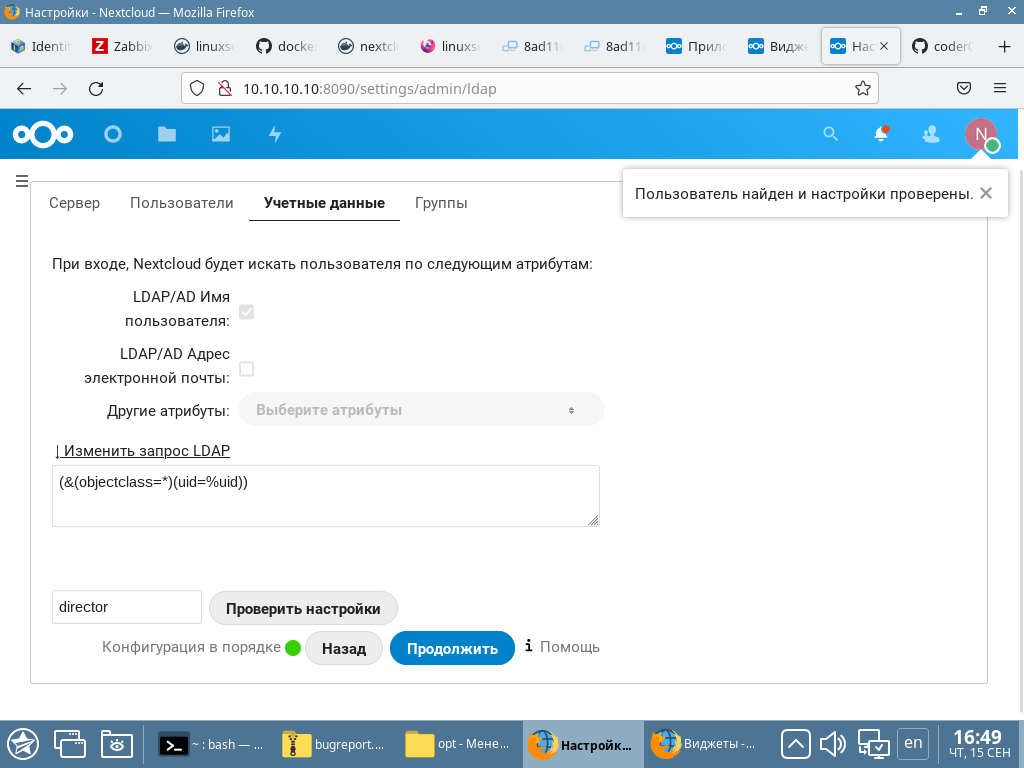 Настройки - Nextcloud — Mozilla Firefox
Identi
Zabbi
linuxse
docke
nextcl
linuxse
8ad11
8ad11
Прило
Видже
Нас
coder
10.10.10.10:8090/settings/admin/ldap
N
Пользователь найден и настройки проверены.
Сервер
Пользователи
Учетные данные
Группы
При входе, Nextcloud будет искать пользователя по следующим атрибутам:
LDAP/AD Имя
пользователя:
LDAP/AD Адрес
электронной почты:
Другие атрибуты:
Выберите атрибуты
↓ Изменить запрос LDAP
(&(objectclass=*)(uid=%uid))
director
Проверить настройки
Конфигурация в порядке
Назад
Продолжить
i Помощь
~ : bash — ...
bugreport....
opt - Мене...
Настройк...
Виджеты -...
en
16:49
ЧТ, 15 СЕН